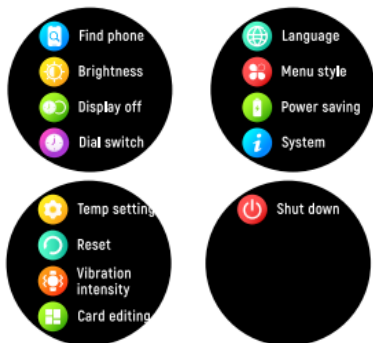 Find phone
Brightness
Display off
Dial switch
Language
Menu style
Power saving
System
Temp setting
Reset
Vibration
intensity
Card editing
Shut down